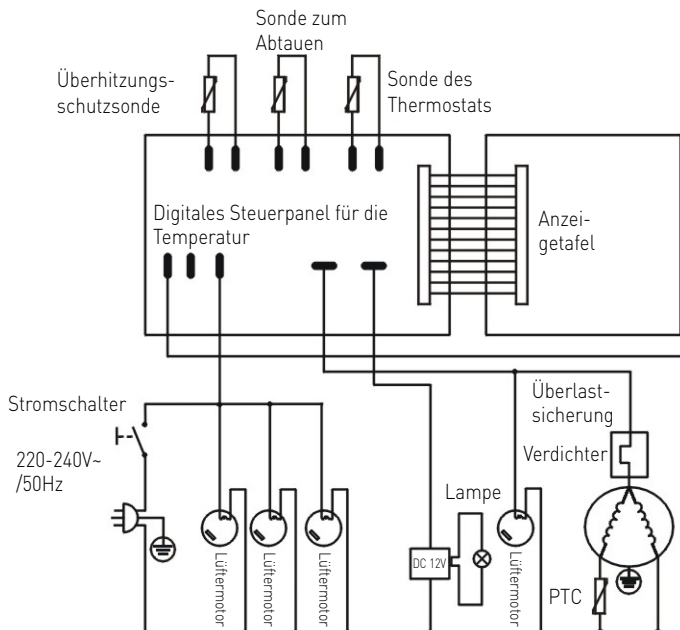 Sonde zum
Abtauen
Überhitzungs-
schutzsonde
Sonde des
Thermostats
Digitales Steuerpanel für die
Temperatur
Anzei-
getafel
Stromschalter
220-240V~
/50Hz
Überlast-
sicherung
Verdichter
Lampe
DC 12V
PTC
Lüftermotor
Lüftermotor
Lüftermotor
Lüftermotor